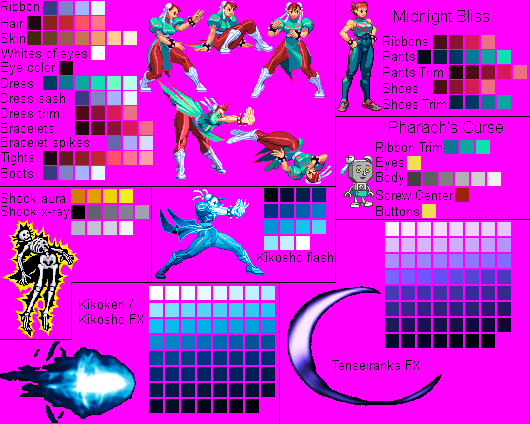 Ribbon
Hair
Skin
Whites of eyes
Eye color
Dress
Dress sash
Dress trim
Bracelets
Bracelet spikes
Tights
Boots
Midnight Bliss
Ribbons
Pants
Pants Trim
Shoes
Shoes Trim
Pharaoh's Curse
Ribbon Trim
Eyes
Body
Screw Center
Buttons
Shock aura
Shock x-ray
Kikosho flash
Kikoken /
Kikosho FX
Tenseiranka FX